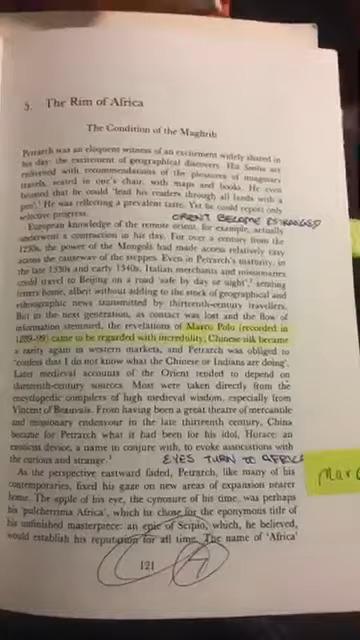 5. The Rim of Africa
The Condition of the Maghrib
Petrarch was an eloquent witness of an excitement widely shared in
his day: the excitement of geographical discovery. His Senilia are
enlivened with recommendations of the pleasures of imaginary
travels, seated in one's chair, with maps and books. He even
boasted that he could 'lead his readers through all lands with a
pen'.¹ He was reflecting a prevalent taste. Yet he could report only
selective progress.
ORIENT BECOME ESTRANGED
European knowledge of the remote orient, for example, actually
underwent a contraction in his day. For over a century from the
1250s, the power of the Mongols had made access relatively easy
across the causeway of the steppes. Even in Petrarch's maturity, in
the late 1330s and early 1340s, Italian merchants and missionaries
could travel to Beijing on a road 'safe by day or night',² sending
letters home, albeit without adding to the stock of geographical and
ethnographic news transmitted by thirteenth-century travellers.
But in the next generation, as contact was lost and the flow of
information stemmed, the revelations of Marco Polo (recorded in
1289–99) came to be regarded with incredulity, Chinese silk became
a rarity again in western markets, and Petrarch was obliged to
'confess that I do not know what the Chinese or Indians are doing'.
Later medieval accounts of the Orient tended to depend on
thirteenth-century sources. Most were taken directly from the
encyclopedic compilers of high medieval wisdom, especially from
Vincent of Beauvais. From having been a great theatre of mercantile
and missionary endeavour in the late thirteenth century, China
became for Petrarch what it had been for his idol, Horace: an
emotions device, a name to conjure with, to evoke associations with
the curious and strange.³
EYES TURN TO AFRICA
As the perspective eastward faded, Petrarch, like many of his
contemporaries, fixed his gaze on new areas of expansion nearer
home. The apple of his eye, the cynosure of his time, was perhaps
his 'pulcherrima Africa', which he chose for the eponymous title of
his unfinished masterpiece: an epic of Scipio, which, he believed,
would establish his reputation for all time. The name of 'Africa'
121
Marc